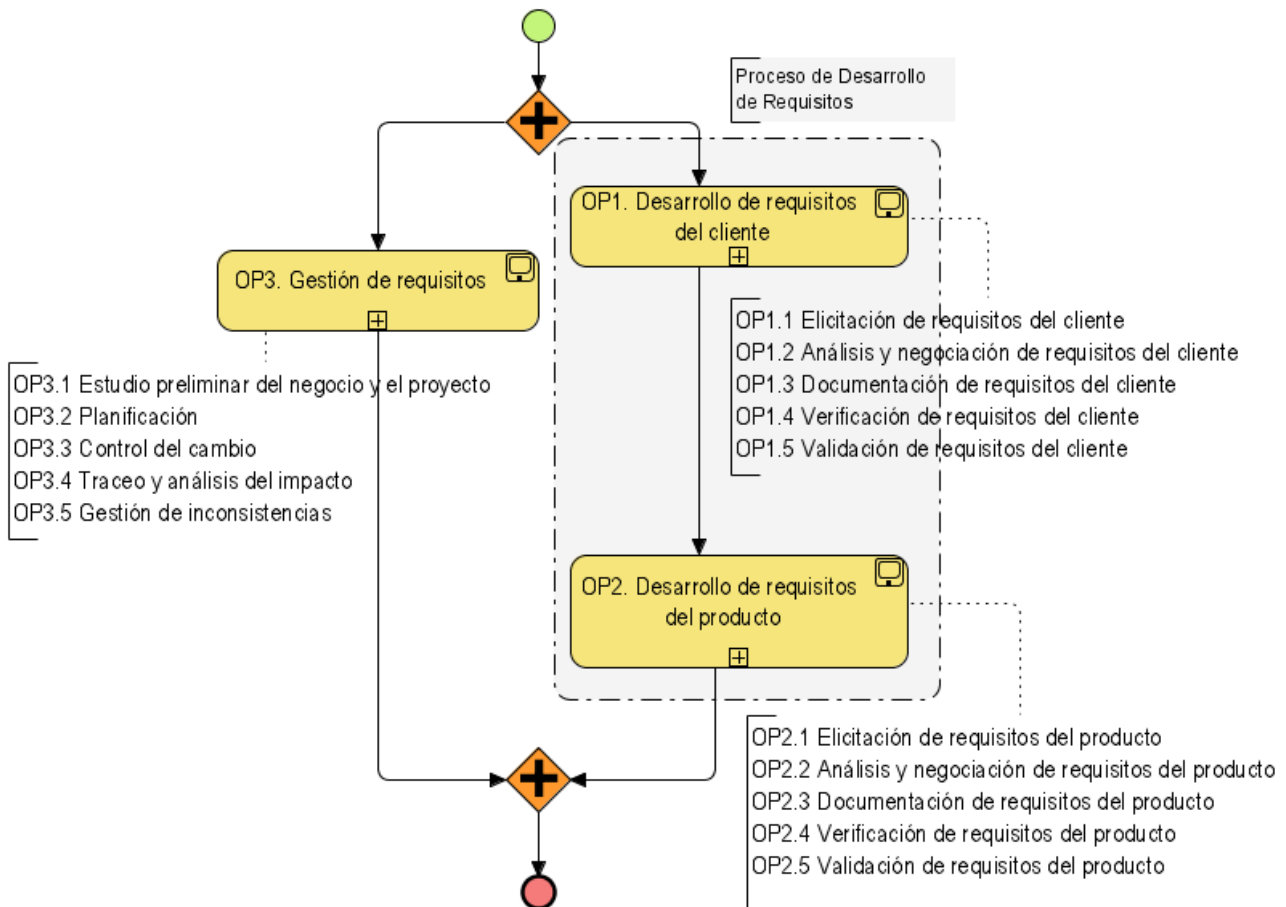 Proceso de Desarrollo
de Requisitos
OP1. Desarrollo de requisitos
del cliente
OP3. Gestión de requisitos
OP1.1 Elicitación de requisitos del cliente
OP1.2 Análisis y negociación de requisitos del cliente
OP1.3 Documentación de requisitos del cliente
OP1.4 Verificación de requisitos del cliente
OP1.5 Validación de requisitos del cliente
OP3.1 Estudio preliminar del negocio y el proyecto
OP3.2 Planificación
OP3.3 Control del cambio
OP3.4 Traceo y análisis del impacto
OP3.5 Gestión de inconsistencias
OP2. Desarrollo de requisitos
del producto
OP2.1 Elicitación de requisitos del producto
OP2.2 Análisis y negociación de requisitos del producto
OP2.3 Documentación de requisitos del producto
OP2.4 Verificación de requisitos del producto
OP2.5 Validación de requisitos del producto